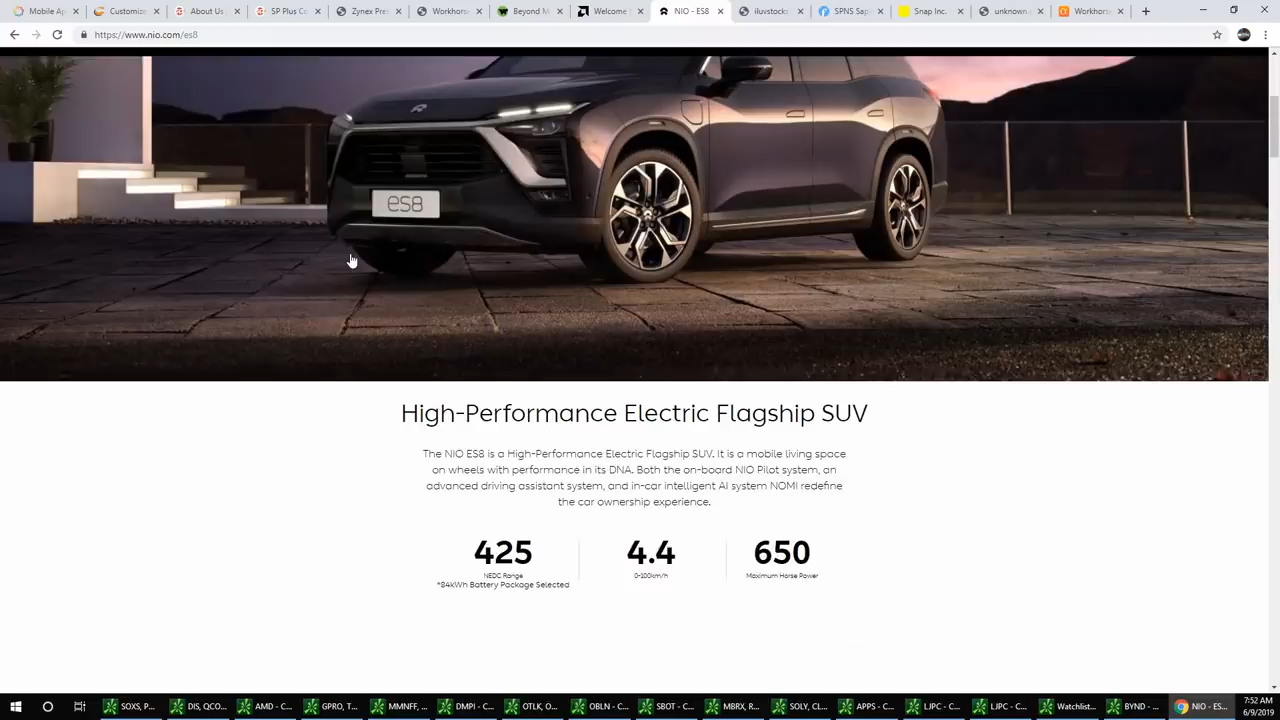 Mobile Ap
Customize
About Us
SP Plus Co
Zynex Pres
Workhors
Beyond M
Welcome
NIO - ES8
iluvstocks
SPNS Sap
Snap Inc.
unknown
Workhors
https://www.nio.com/es8
es8
High-Performance Electric Flagship SUV
The NIO ES8 is a High-Performance Electric Flagship SUV. It is a mobile living space
on wheels with performance in its DNA. Both the on-board NIO Pilot system, an
advanced driving assistant system, and in-car intelligent AI system NOMI redefine
the car ownership experience.
425 4.4 650
NEDC Range 0-100km/h Maximum Horse Power
*84kWh Battery Package Selected
SOXS, P...
DIS, QCO...
AMD - C...
GPRO, T...
MMNFF, ...
DMPI - C...
OTLK, O...
OBLN - C...
SBOT - C...
MBRX, R...
SOLY, CL...
APPS - C...
LJPC - C...
LJPC - C...
Watchlist...
BYND - ...
NIO - ES...
7:52 AM
6/9/2019